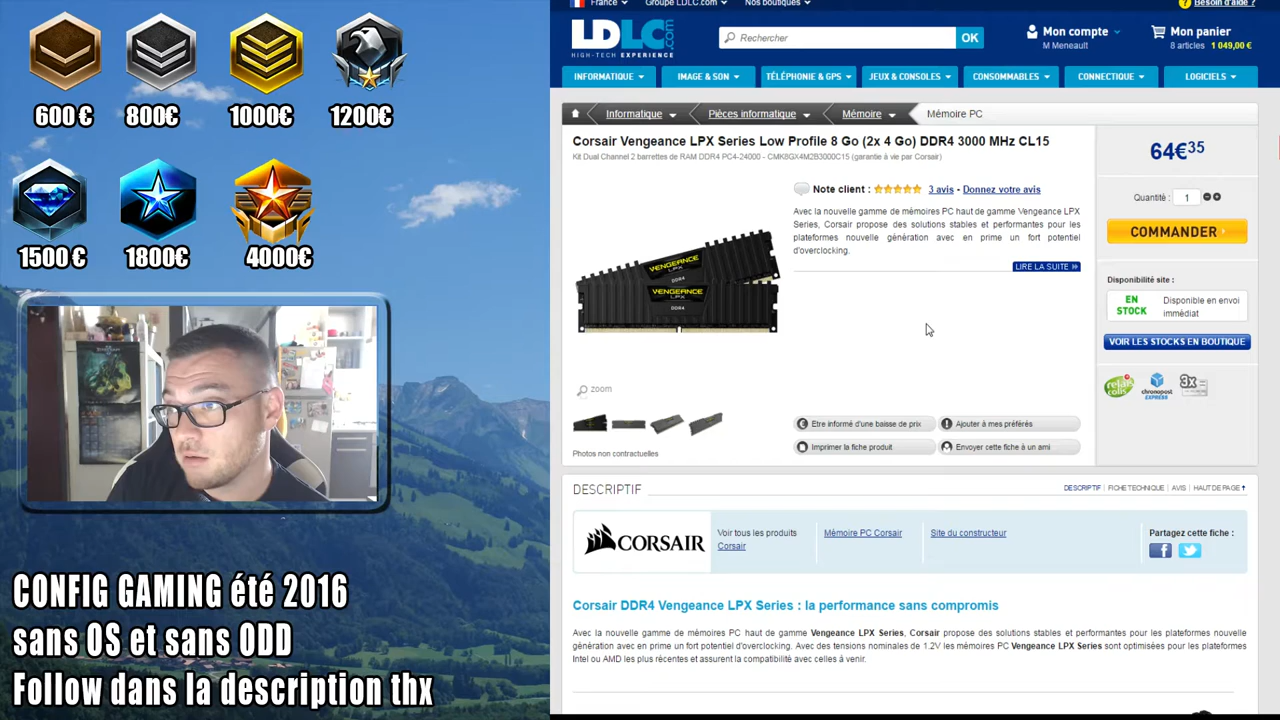 600€ 800€ 1000€ 1200€
1500€ 1800€ 4000€
CONFIG GAMING été 2016
sans OS et sans ODD
Follow dans la description thx
France
Groupe LDLC.com
Nos boutiques
Besoin d'aide ?
LDLC.com
HIGH-TECH EXPERIENCE
Rechercher
OK
Mon compte
M Meneault
Mon panier
8 articles 1 049,00 €
INFORMATIQUE IMAGE & SON TÉLÉPHONIE & GPS JEUX & CONSOLES CONSOMMABLES CONNECTIQUE LOGICIELS
Informatique Pièces informatique Mémoire Mémoire PC
Corsair Vengeance LPX Series Low Profile 8 Go (2x 4 Go) DDR4 3000 MHz CL15
Kit Dual Channel 2 barrettes de RAM DDR4 PC4-24000 - CMK8GX4M2B3000C15 (garantie à vie par Corsair)
Note client : 3 avis - Donnez votre avis
Avec la nouvelle gamme de mémoires PC haut de gamme Vengeance LPX
Series, Corsair propose des solutions stables et performantes pour les
plateformes nouvelle génération avec en prime un fort potentiel
d'overclocking.
LIRE LA SUITE
VENGEANCE
LPX
DDR4
VENGEANCE
LPX
DDR4
zoom
Photos non contractuelles
Etre informé d'une baisse de prix
Ajouter à mes préférés
Imprimer la fiche produit
Envoyer cette fiche à un ami
64€35
Quantité : 1
COMMANDER
Disponibilité site :
EN
STOCK
Disponible en envoi
immédiat
VOIR LES STOCKS EN BOUTIQUE
relais
colis
chronopost
EXPRESS
3x
DESCRIPTIF
DESCRIPTIF | FICHE TECHNIQUE | AVIS | HAUT DE PAGE
CORSAIR
Voir tous les produits
Corsair
Mémoire PC Corsair
Site du constructeur
Partagez cette fiche :
Corsair DDR4 Vengeance LPX Series : la performance sans compromis
Avec la nouvelle gamme de mémoires PC haut de gamme Vengeance LPX Series, Corsair propose des solutions stables et performantes pour les plateformes nouvelle
génération avec en prime un fort potentiel d'overclocking. Avec des tensions nominales de 1.2V les mémoires PC Vengeance LPX Series sont optimisées pour les plateformes
Intel ou AMD les plus récentes et assurent la compatibilité avec celles à venir.